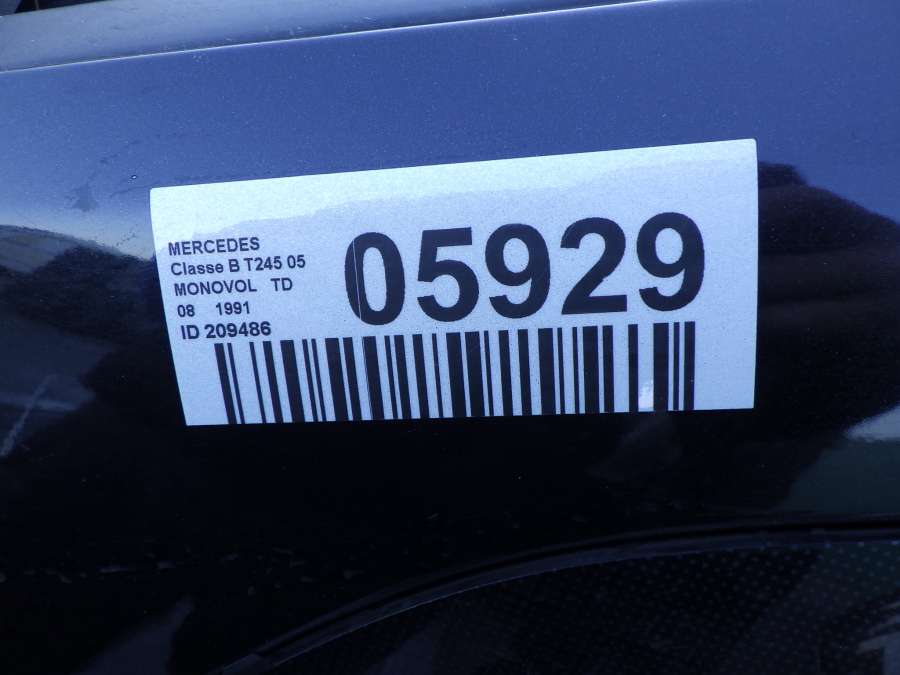 MERCEDES
Classe B T245 05
MONOVOL TD
08 1991
ID 209486
05929